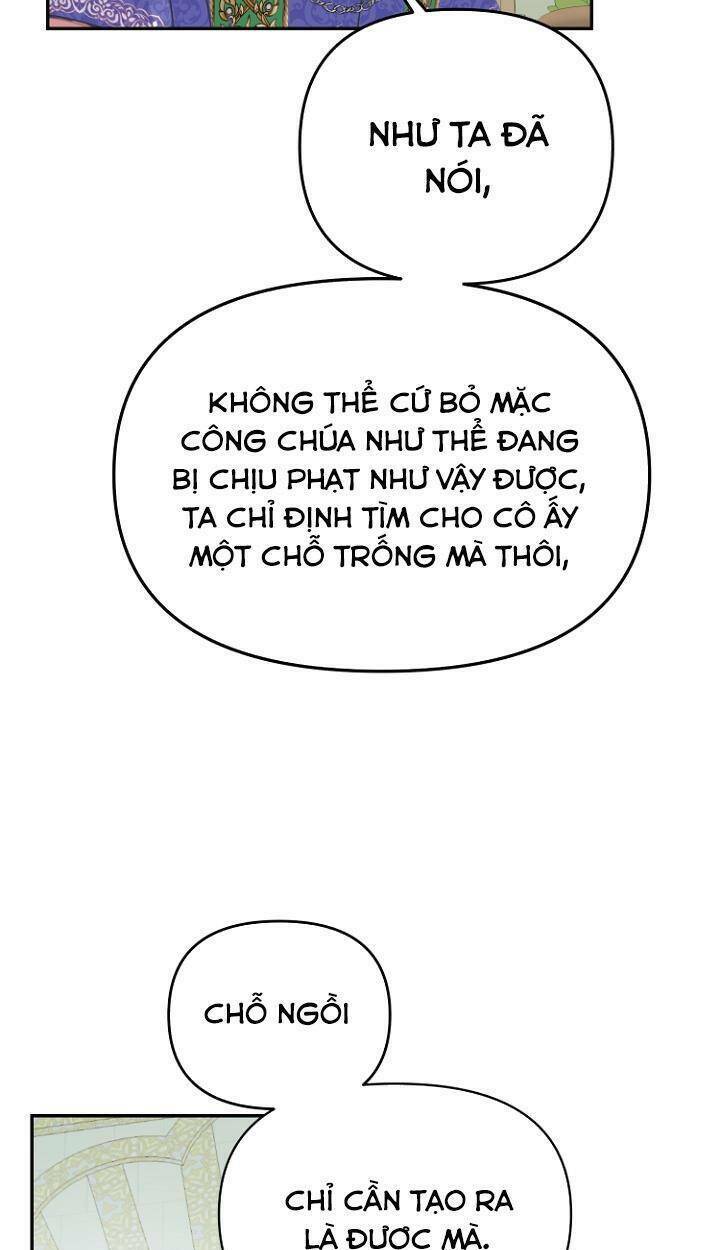 NHƯ TA ĐÃ
NÓI,
KHÔNG THỂ CỨ BỎ MẶC
CÔNG CHÚA NHƯ THỂ ĐANG
BỊ CHỊU PHẠT NHƯ VẬY ĐƯỢC,
TA CHỈ ĐỊNH TÌM CHO CÔ ẤY
MỘT CHỖ TRỐNG MÀ THÔI,
CHỖ NGỒI
CHỈ CẦN TẠO RA
LÀ ĐƯƠC MÀ.